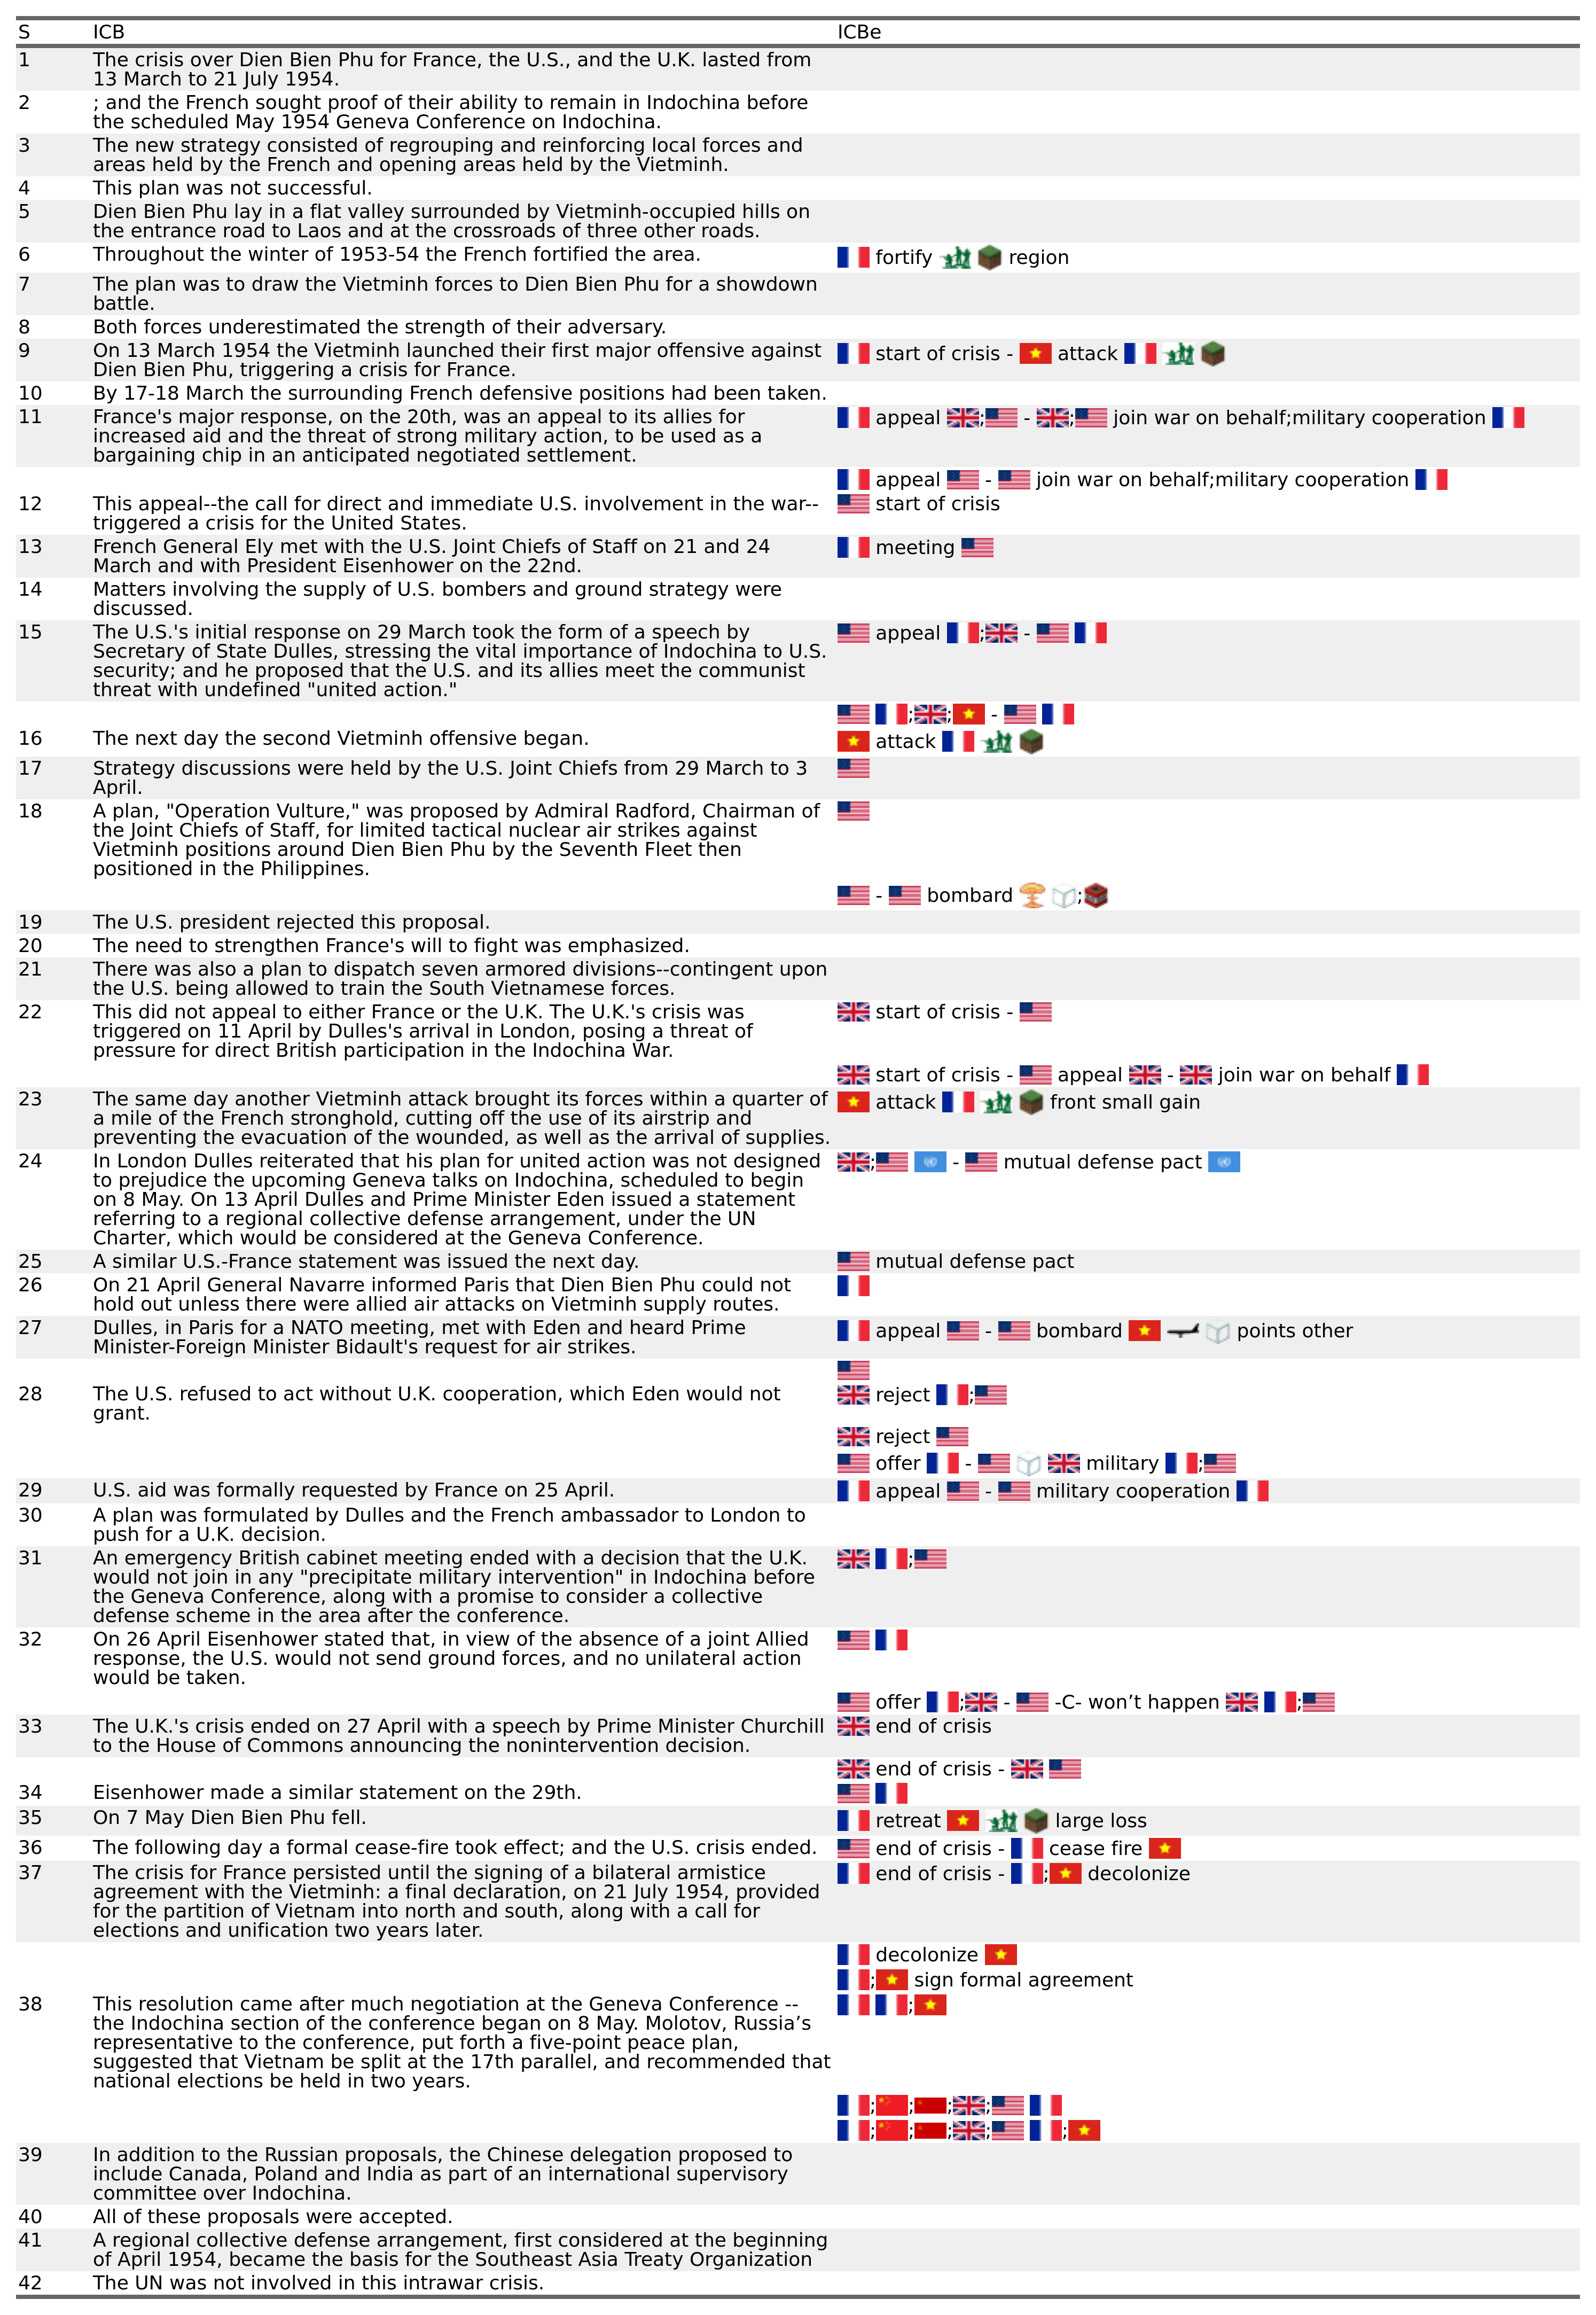 S ICB ICBe
1 The crisis over Dien Bien Phu for France, the U.S., and the U.K. lasted from
13 March to 21 July 1954.
2 ; and the French sought proof of their ability to remain in Indochina before
the scheduled May 1954 Geneva Conference on Indochina.
3 The new strategy consisted of regrouping and reinforcing local forces and
areas held by the French and opening areas held by the Vietminh.
4 This plan was not successful.
5 Dien Bien Phu lay in a flat valley surrounded by Vietminh-occupied hills on
the entrance road to Laos and at the crossroads of three other roads.
6 Throughout the winter of 1953-54 the French fortified the area. fortify region
7 The plan was to draw the Vietminh forces to Dien Bien Phu for a showdown
battle.
8 Both forces underestimated the strength of their adversary.
9 On 13 March 1954 the Vietminh launched their first major offensive against start of crisis - attack
Dien Bien Phu, triggering a crisis for France.
10 By 17-18 March the surrounding French defensive positions had been taken.
11 France's major response, on the 20th, was an appeal to its allies for appeal ; - ; join war on behalf;military cooperation
increased aid and the threat of strong military action, to be used as a
bargaining chip in an anticipated negotiated settlement.
appeal - join war on behalf;military cooperation
12 This appeal--the call for direct and immediate U.S. involvement in the war-- start of crisis
triggered a crisis for the United States.
13 French General Ely met with the U.S. Joint Chiefs of Staff on 21 and 24 meeting
March and with President Eisenhower on the 22nd.
14 Matters involving the supply of U.S. bombers and ground strategy were
discussed.
15 The U.S.'s initial response on 29 March took the form of a speech by appeal ; -
Secretary of State Dulles, stressing the vital importance of Indochina to U.S.
security; and he proposed that the U.S. and its allies meet the communist
threat with undefined "united action."
; ; -
16 The next day the second Vietminh offensive began. attack
17 Strategy discussions were held by the U.S. Joint Chiefs from 29 March to 3
April.
18 A plan, "Operation Vulture," was proposed by Admiral Radford, Chairman of
the Joint Chiefs of Staff, for limited tactical nuclear air strikes against
Vietminh positions around Dien Bien Phu by the Seventh Fleet then
positioned in the Philippines.
- bombard ;
19 The U.S. president rejected this proposal.
20 The need to strengthen France's will to fight was emphasized.
21 There was also a plan to dispatch seven armored divisions--contingent upon
the U.S. being allowed to train the South Vietnamese forces.
22 This did not appeal to either France or the U.K. The U.K.'s crisis was start of crisis -
triggered on 11 April by Dulles's arrival in London, posing a threat of
pressure for direct British participation in the Indochina War.
start of crisis - appeal - join war on behalf
23 The same day another Vietminh attack brought its forces within a quarter of attack front small gain
a mile of the French stronghold, cutting off the use of its airstrip and
preventing the evacuation of the wounded, as well as the arrival of supplies.
24 In London Dulles reiterated that his plan for united action was not designed ; - mutual defense pact
to prejudice the upcoming Geneva talks on Indochina, scheduled to begin
on 8 May. On 13 April Dulles and Prime Minister Eden issued a statement
referring to a regional collective defense arrangement, under the UN
Charter, which would be considered at the Geneva Conference.
25 A similar U.S.-France statement was issued the next day. mutual defense pact
26 On 21 April General Navarre informed Paris that Dien Bien Phu could not
hold out unless there were allied air attacks on Vietminh supply routes.
27 Dulles, in Paris for a NATO meeting, met with Eden and heard Prime appeal - bombard points other
Minister-Foreign Minister Bidault's request for air strikes.
28 The U.S. refused to act without U.K. cooperation, which Eden would not reject ;
grant.
reject
offer - military ;
29 U.S. aid was formally requested by France on 25 April. appeal - military cooperation
30 A plan was formulated by Dulles and the French ambassador to London to
push for a U.K. decision.
31 An emergency British cabinet meeting ended with a decision that the U.K. ;
would not join in any "precipitate military intervention" in Indochina before
the Geneva Conference, along with a promise to consider a collective
defense scheme in the area after the conference.
32 On 26 April Eisenhower stated that, in view of the absence of a joint Allied
response, the U.S. would not send ground forces, and no unilateral action
would be taken.
offer ; - -C- won’t happen ;
33 The U.K.'s crisis ended on 27 April with a speech by Prime Minister Churchill end of crisis
to the House of Commons announcing the nonintervention decision.
end of crisis -
34 Eisenhower made a similar statement on the 29th.
35 On 7 May Dien Bien Phu fell. retreat large loss
36 The following day a formal cease-fire took effect; and the U.S. crisis ended. end of crisis - cease fire
37 The crisis for France persisted until the signing of a bilateral armistice end of crisis - ; decolonize
agreement with the Vietminh: a final declaration, on 21 July 1954, provided
for the partition of Vietnam into north and south, along with a call for
elections and unification two years later.
decolonize
; sign formal agreement
38 This resolution came after much negotiation at the Geneva Conference -- ;
the Indochina section of the conference began on 8 May. Molotov, Russia’s
representative to the conference, put forth a five-point peace plan,
suggested that Vietnam be split at the 17th parallel, and recommended that
national elections be held in two years.
; ; ; ;
; ; ; ; ;
39 In addition to the Russian proposals, the Chinese delegation proposed to
include Canada, Poland and India as part of an international supervisory
committee over Indochina.
40 All of these proposals were accepted.
41 A regional collective defense arrangement, first considered at the beginning
of April 1954, became the basis for the Southeast Asia Treaty Organization
42 The UN was not involved in this intrawar crisis.